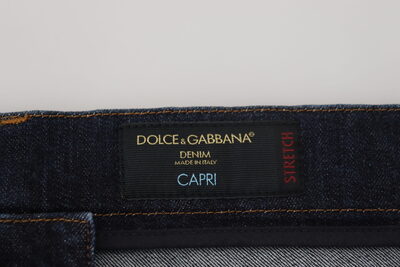 DOLCE & GABBANA®
DENIM
MADE IN ITALY
CAPRI
STRETCH